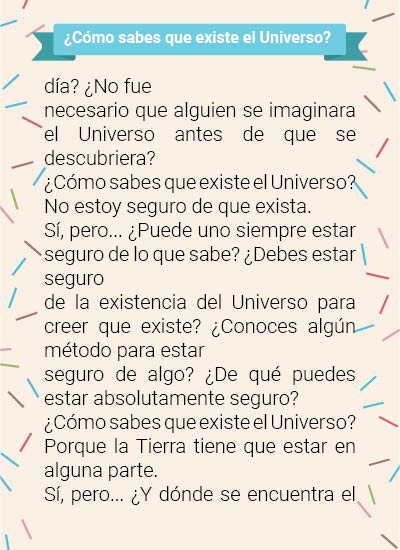 ¿Cómo sabes que existe el Universo?
día? ¿No fue
necesario que alguien se imaginara
el Universo antes de que se
descubriera?
¿Cómo sabes que existe el Universo?
No estoy seguro de que exista.
Sí, pero... ¿Puede uno siempre estar
seguro de lo que sabe? ¿Debes estar
seguro
de la existencia del Universo para
creer que existe? ¿Conoces algún
método para estar
seguro de algo? ¿De qué puedes
estar absolutamente seguro?
¿Cómo sabes que existe el Universo?
Porque la Tierra tiene que estar en
alguna parte.
Sí, pero... ¿Y dónde se encuentra el